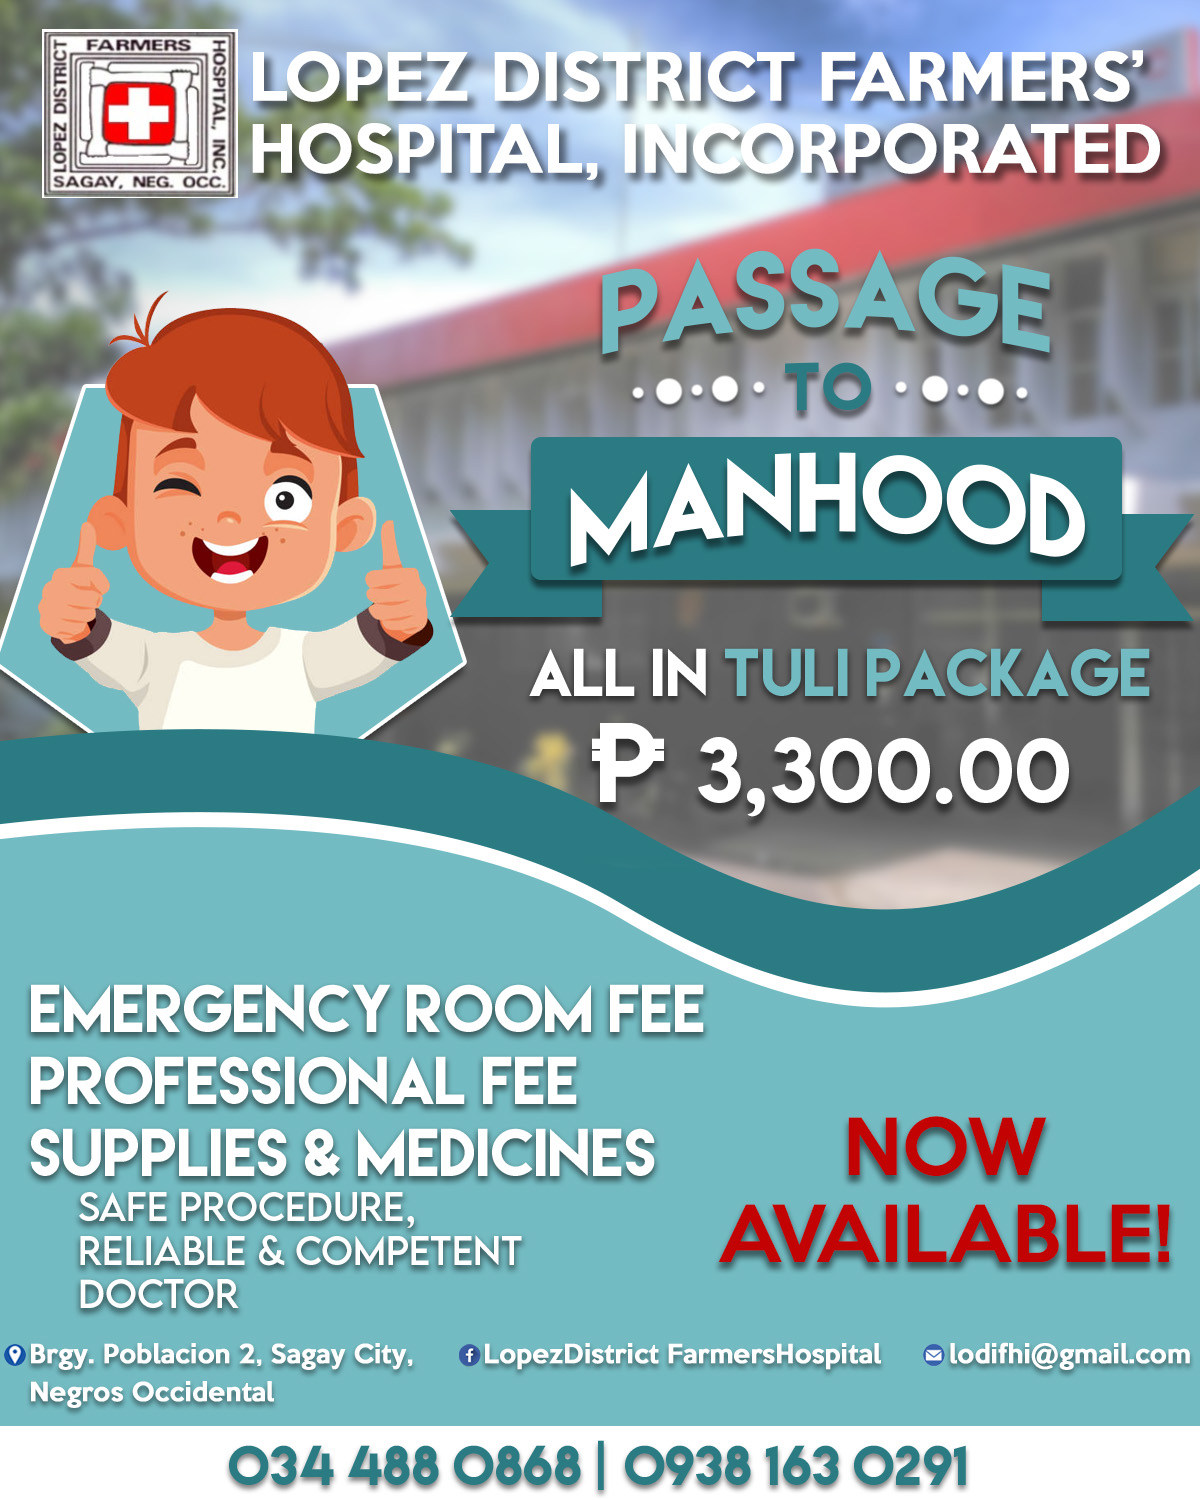 FARMERS
LOPEZ DISTRICT
HOSPITAL, INC.
SAGAY, NEG. OCC.
LOPEZ DISTRICT FARMERS'
HOSPITAL, INCORPORATED
PASSAGE
TO
MANHOOD
ALL IN TULI PACKAGE
₱ 3,300.00
EMERGENCY ROOM FEE
PROFESSIONAL FEE
SUPPLIES & MEDICINES
SAFE PROCEDURE,
RELIABLE & COMPETENT
DOCTOR
NOW
AVAILABLE!
Brgy. Poblacion 2, Sagay City,
Negros Occidental
LopezDistrict FarmersHospital
lodifhi@gmail.com
034 488 0868 | 0938 163 0291